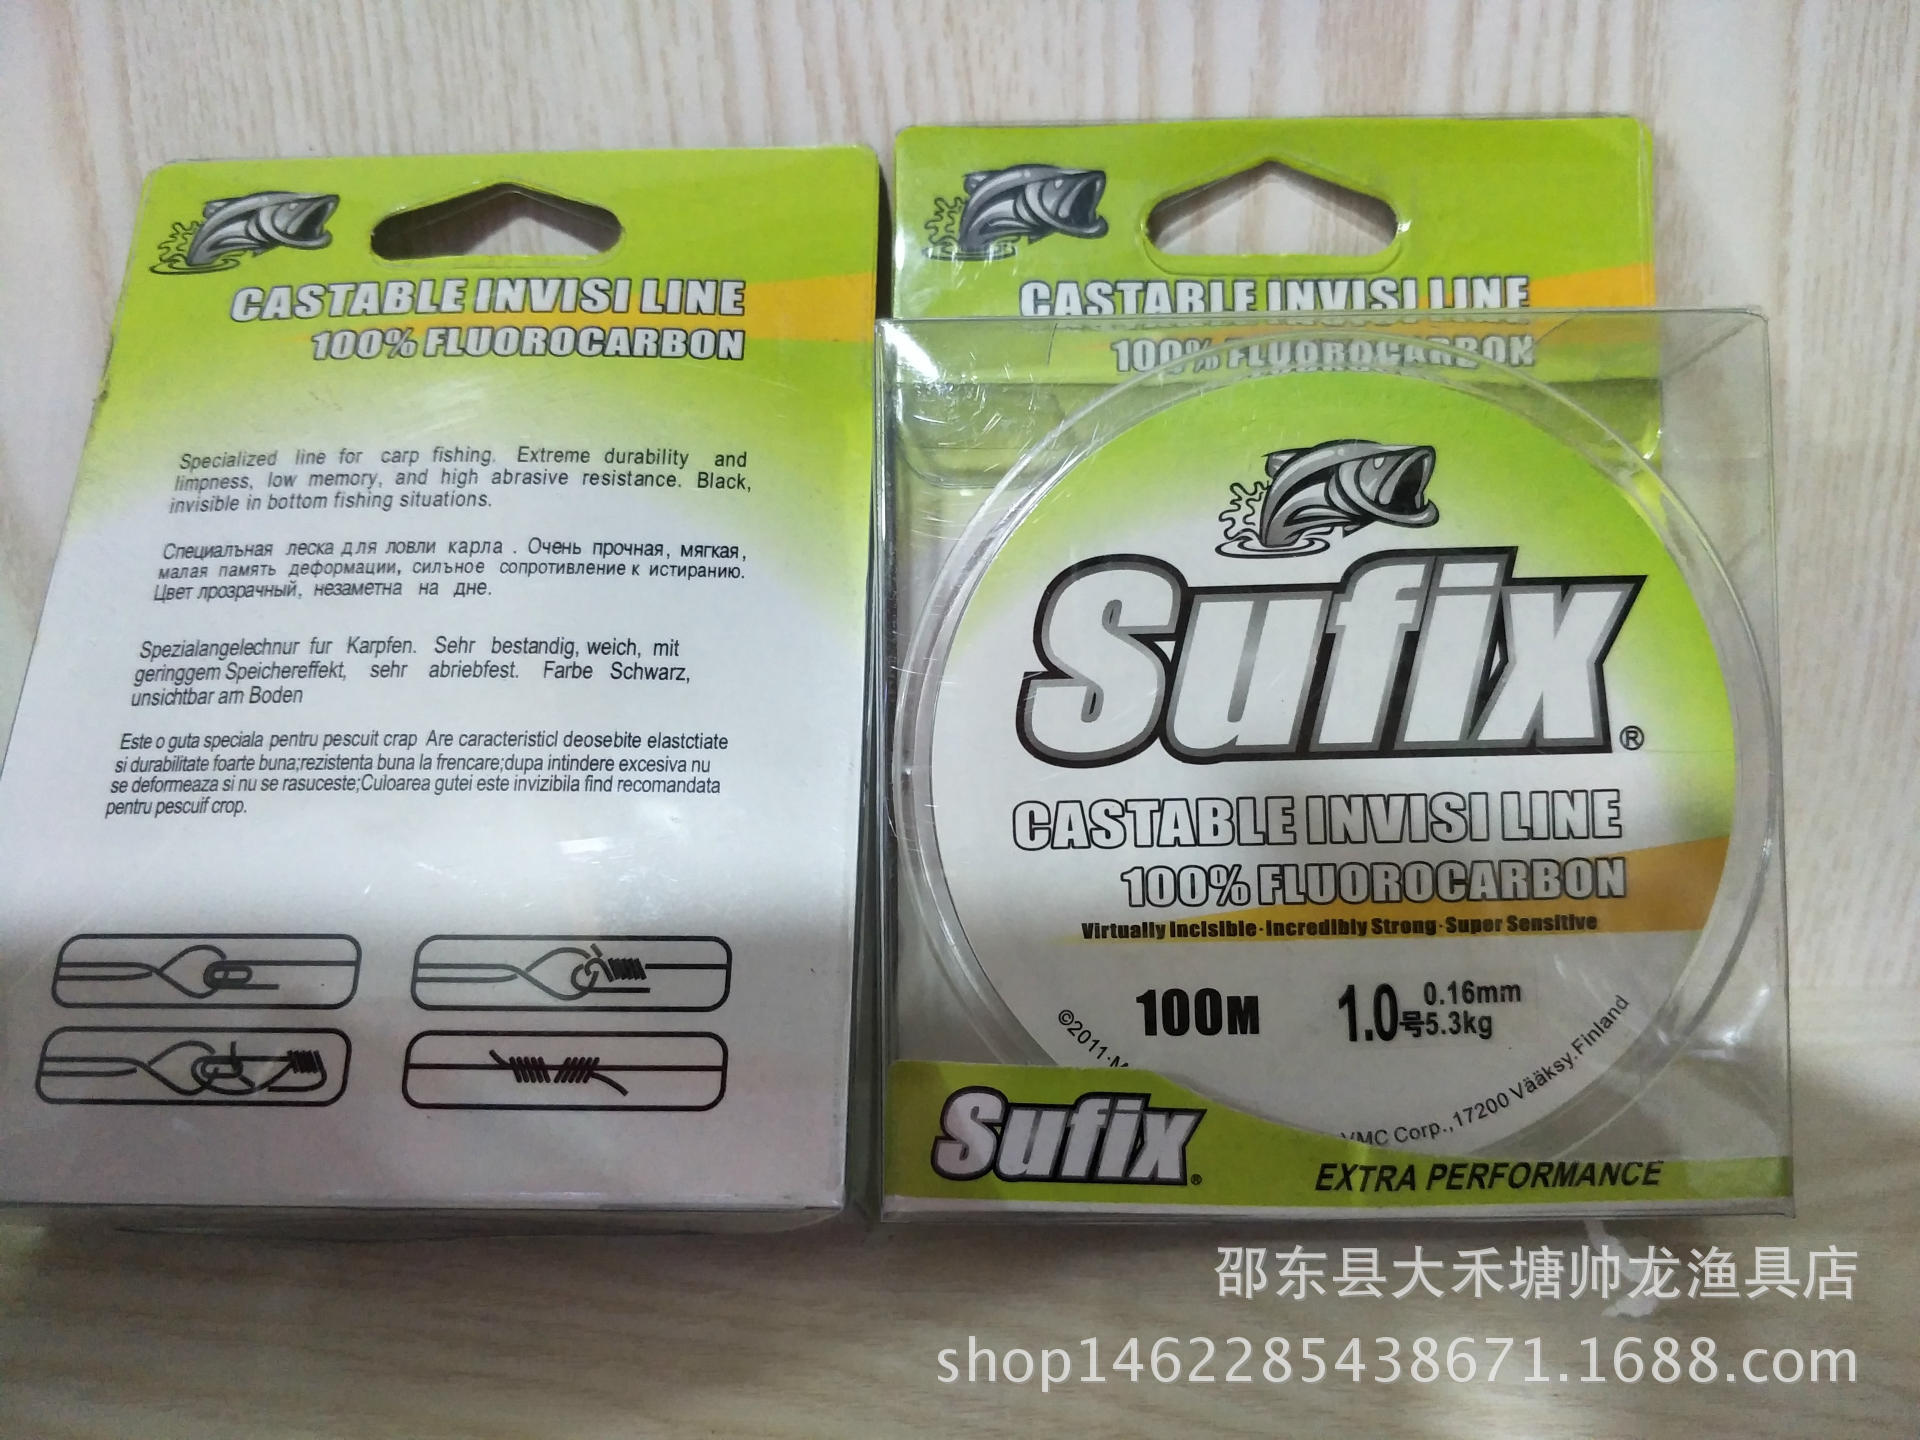 CASTABLE INVISI LINE
100% FLUOROCARBON
Specialized line for carp fishing. Extreme durability and
limpness, low memory, and high abrasive resistance. Black,
invisible in bottom fishing situations.
Специалъная леска для ловли карла . Очень прочная, мягкая,
малая память деформации, силъное сопротивление к истиранию.
Цвет лрозрачный, незаметна на дне.
Spezialangelechnur fur Karpfen. Sehr bestandig, weich, mit
geringgem Speichereffekt, sehr abriebfest. Farbe Schwarz,
unsichtbar am Boden
Este o guta speciala pentru pescuit crap Are caracteristicl deosebite elastctiate
si durabilitate foarte buna;rezistenta buna la frencare;dupa intindere excesiva nu
se deformeaza si nu se rasuceste;Culoarea gutei este invizibila find recomandata
pentru pescuif crop.
CASTABLE INVISI LINE
100% FLUOROCARBON
Sufix®
CASTABLE INVISI LINE
100% FLUOROCARBON
Virtually Incisible·Incredibly Strong·Super Sensitive
100M
1.0号
0.16mm
5.3kg
©2011·
VMC Corp.,17200 Vääksy.Finland
Sufix®
EXTRA PERFORMANCE
邵东县大禾塘帅龙渔具店
shop1462285438671.1688.com